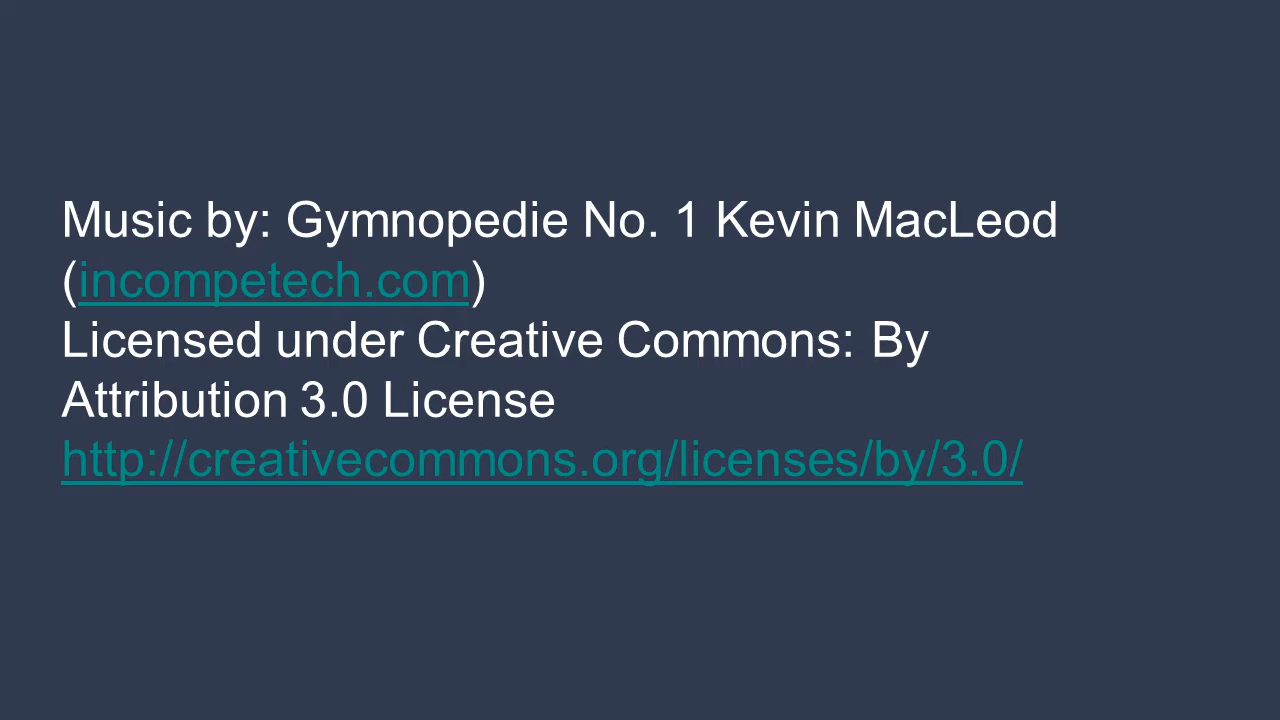 Music by: Gymnopedie No. 1 Kevin MacLeod
(incompetech.com)
Licensed under Creative Commons: By
Attribution 3.0 License
http://creativecommons.org/licenses/by/3.0/